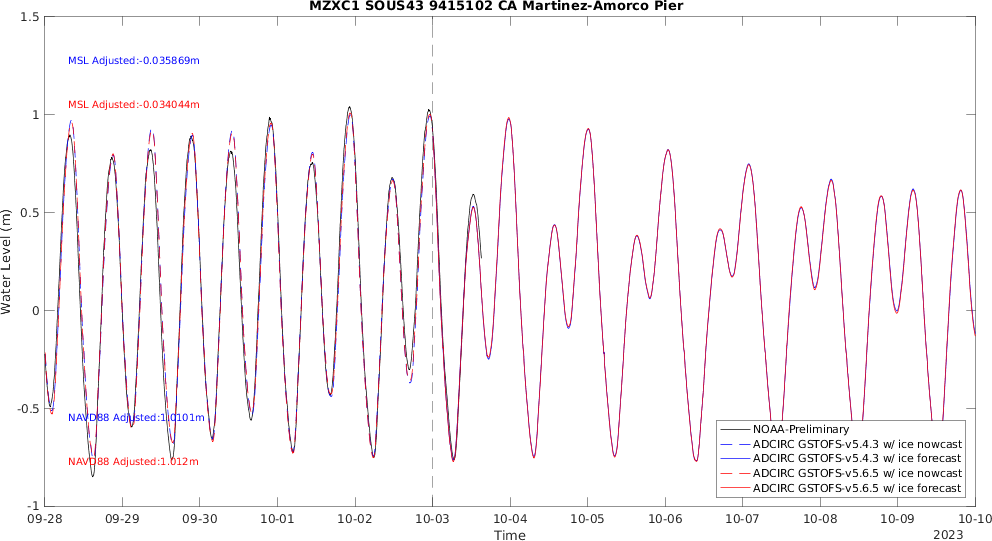 MZXC1 SOUS43 9415102 CA Martinez-Amorco Pier
1.5
1
0.5
0
-0.5
-1
Water Level (m)
MSL Adjusted:-0.035869m
MSL Adjusted:-0.034044m
NAVD88 Adjusted:1.0101m
NAVD88 Adjusted:1.012m
NOAA-Preliminary
ADCIRC GSTOFS-v5.4.3 w/ ice nowcast
ADCIRC GSTOFS-v5.4.3 w/ ice forecast
ADCIRC GSTOFS-v5.6.5 w/ ice nowcast
ADCIRC GSTOFS-v5.6.5 w/ ice forecast
09-28 09-29 09-30 10-01 10-02 10-03 10-04 10-05 10-06 10-07 10-08 10-09 10-10
Time
2023